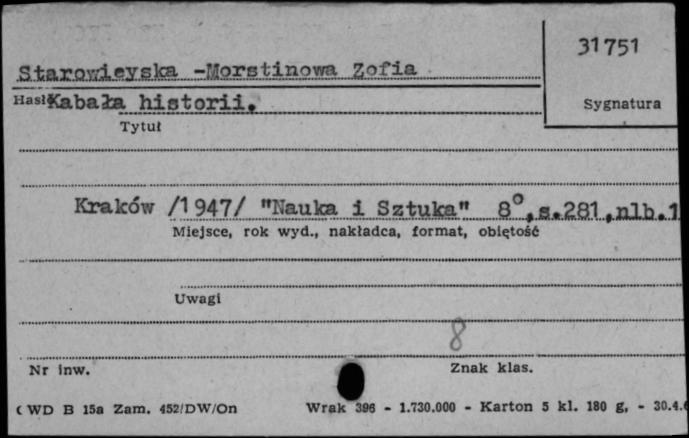 31751
Starowieyska -Morstinowa Zofia
Hasło Kabała historii.
Sygnatura
Tytuł
Kraków /1947/ "Nauka i Sztuka" 8°, s.281, nlb.1
Miejsce, rok wyd., nakładca, format, objętość
Uwagi
8
Nr inw.
Znak klas.
WD B 15a Zam. 452/DW/On Wrak 396 - 1.730.000 - Karton 5 kl. 180 g, - 30.4.